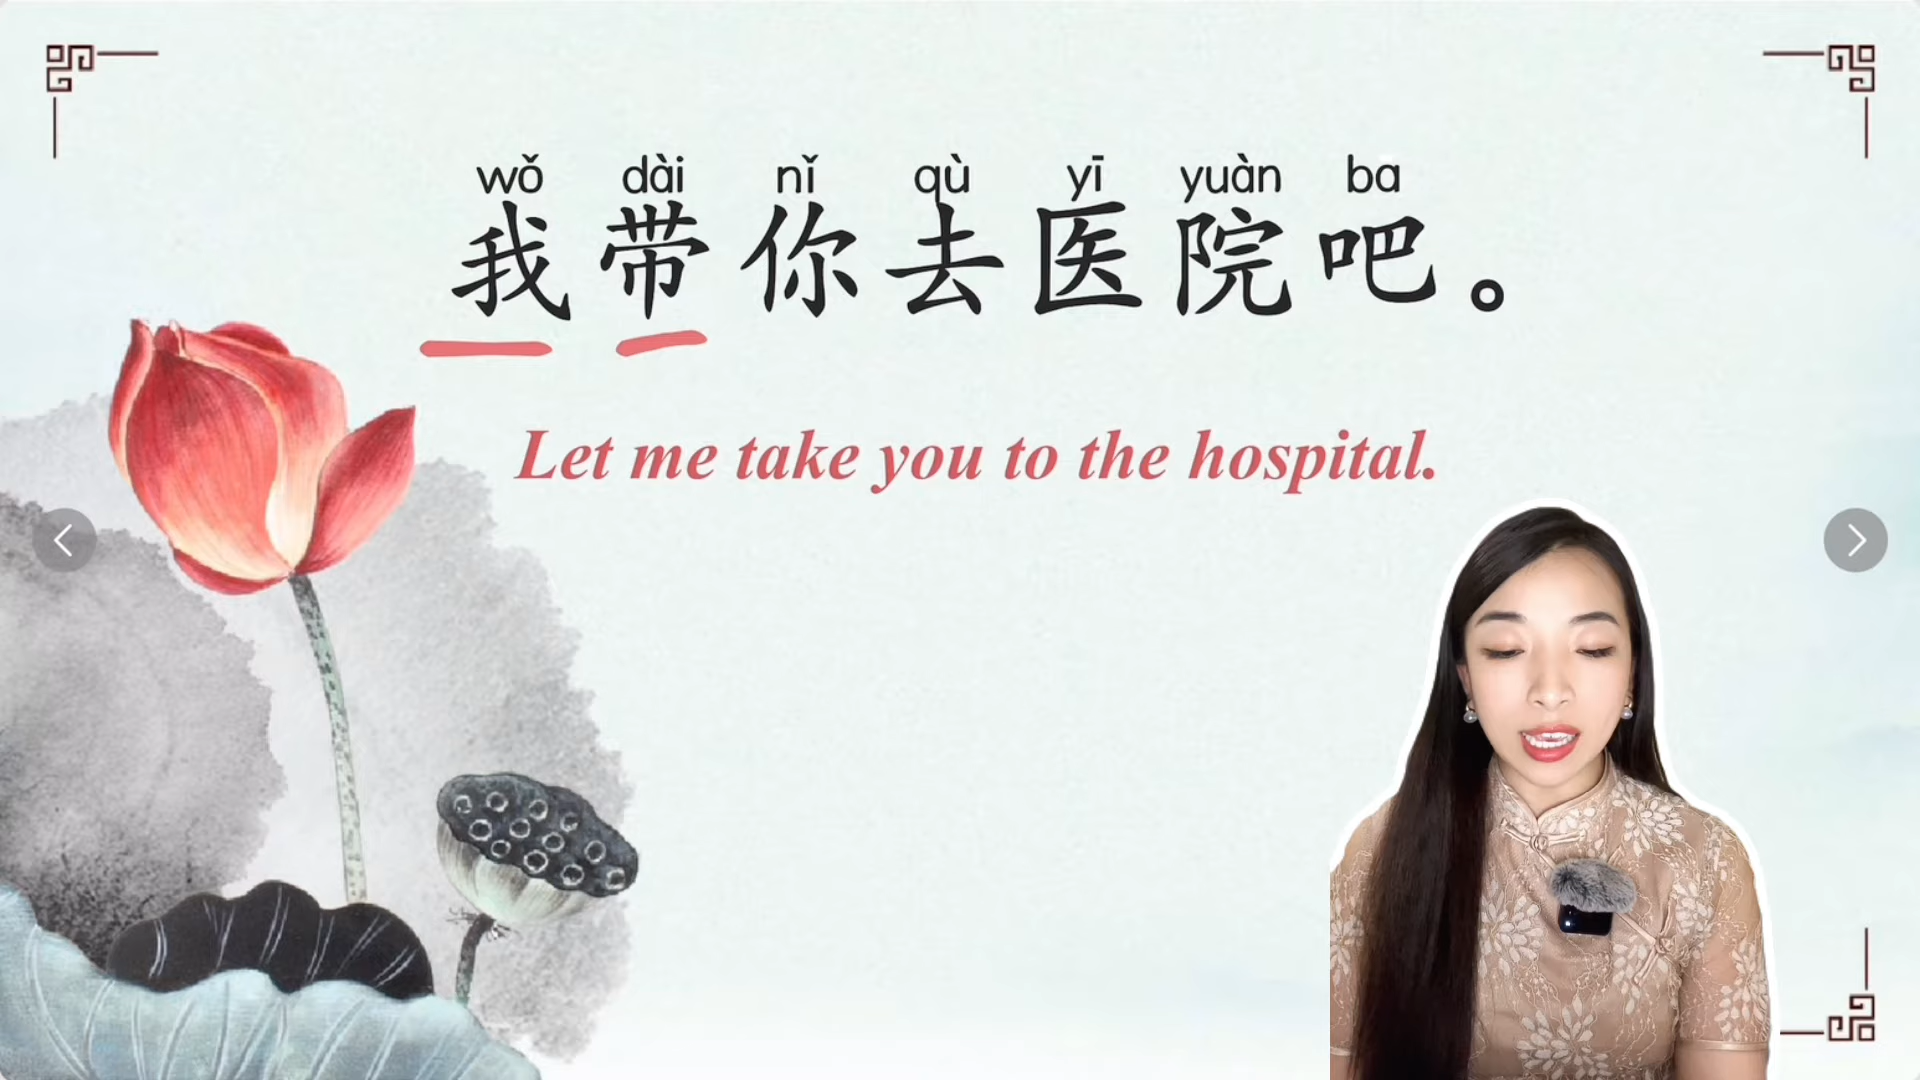 wǒ dài nǐ qù yī yuàn ba
我带你去医院吧。
Let me take you to the hospital.